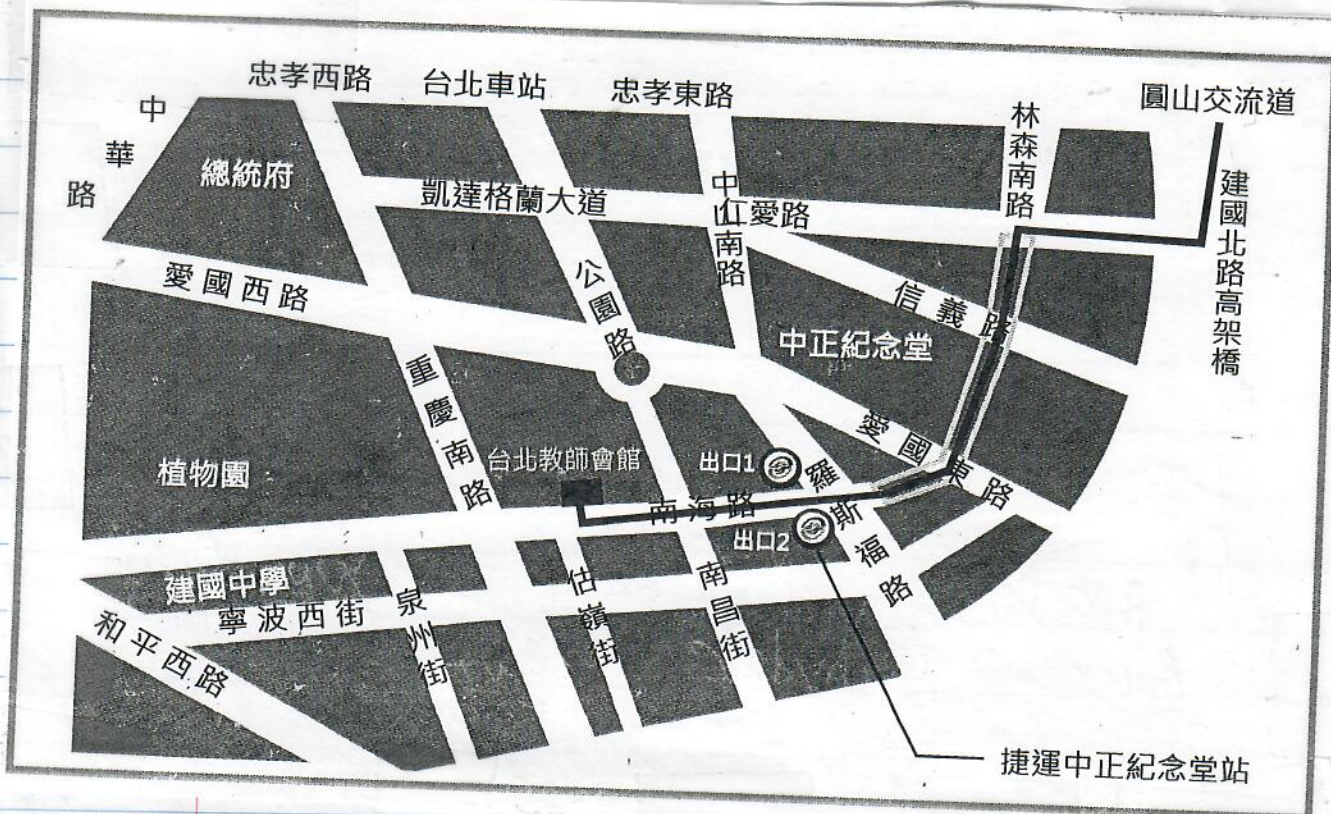 忠孝西路
台北車站
忠孝東路
圓山交流道
中華路
林森南路
總統府
凱達格蘭大道
中山南路
仁愛路
建國北路高架橋
愛國西路
公園路
信義路
中正紀念堂
重慶南路
愛國東路
植物園
台北教師會館
出口1
羅斯福路
南海路
出口2
建國中學
寧波西街
泉州街
估嶺街
南昌街
和平西路
捷運中正紀念堂站